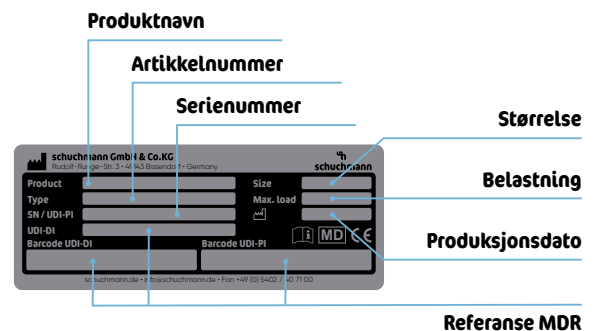 Produktnavn
Artikkelnummer
Serienummer
Størrelse
Belastning
Produksjonsdato
Referanse MDR
schuchmann GmbH & Co.KG
Rudolf-Runge-Str. 3 • 49143 Bissendorf • Germany
schuchmann
Product
Size
Type
Max. load
SN / UDI-PI
UDI-DI
MD CE
Barcode UDI-DI
Barcode UDI-PI
schuchmann.de • info@schuchmann.de • Fon +49 (0) 5402 / 40 71 00